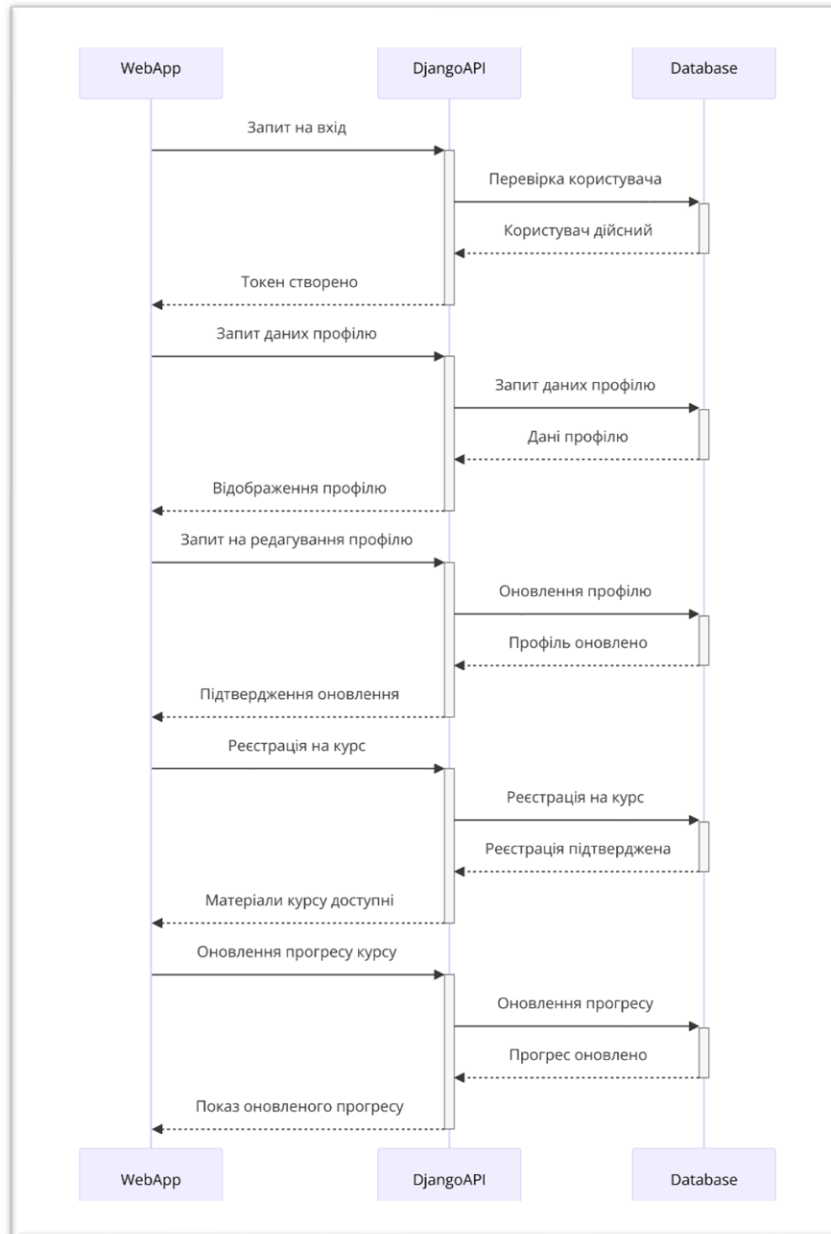 WebApp
DjangoAPI
Database
Запит на вхід
Перевірка користувача
Користувач дійсний
Токен створено
Запит даних профілю
Запит даних профілю
Дані профілю
Відображення профілю
Запит на редагування профілю
Оновлення профілю
Профіль оновлено
Підтвердження оновлення
Реєстрація на курс
Реєстрація на курс
Реєстрація підтверджена
Матеріали курсу доступні
Оновлення прогресу курсу
Оновлення прогресу
Прогрес оновлено
Показ оновленого прогресу
WebApp
DjangoAPI
Database